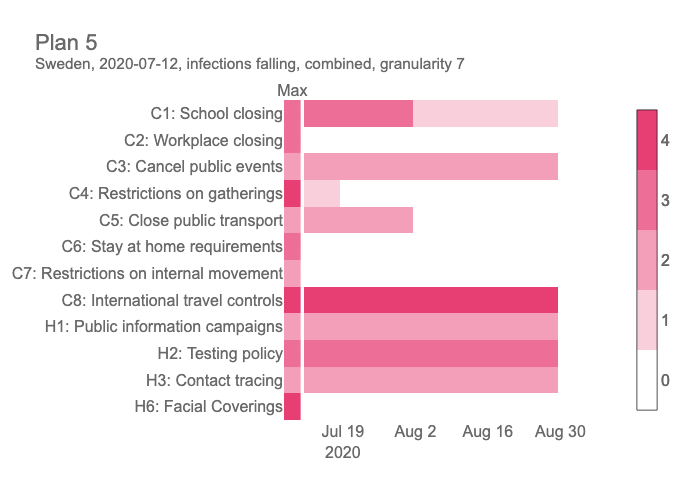 Plan 5
Sweden, 2020-07-12, infections falling, combined, granularity 7
Max
C1: School closing
C2: Workplace closing
C3: Cancel public events
C4: Restrictions on gatherings
C5: Close public transport
C6: Stay at home requirements
C7: Restrictions on internal movement
C8: International travel controls
H1: Public information campaigns
H2: Testing policy
H3: Contact tracing
H6: Facial Coverings
Jul 19 Aug 2 Aug 16 Aug 30
2020
4
3
2
1
0